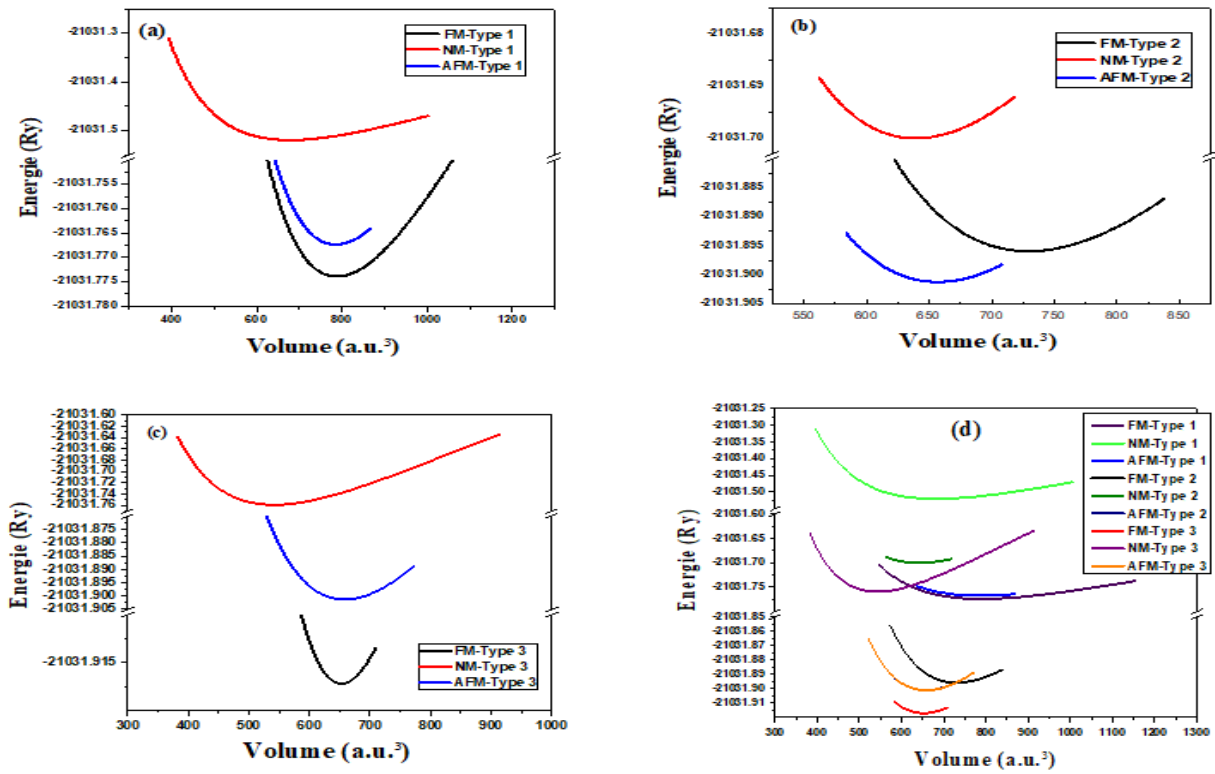 (a)
FM-Type 1
NM-Type 1
AFM-Type 1
Energie (Ry)
-21031.3
-21031.4
-21031.5
-21031.755
-21031.760
-21031.765
-21031.770
-21031.775
-21031.780
400 600 800 1000 1200
Volume (a.u.³)
(b)
FM-Type 2
NM-Type 2
AFM-Type 2
Energie (Ry)
-21031.68
-21031.69
-21031.70
-21031.885
-21031.890
-21031.895
-21031.900
-21031.905
550 600 650 700 750 800 850
Volume (a.u.³)
(c)
FM-Type 3
NM-Type 3
AFM-Type 3
Energie (Ry)
-21031.60
-21031.62
-21031.64
-21031.66
-21031.68
-21031.70
-21031.72
-21031.74
-21031.76
-21031.875
-21031.880
-21031.885
-21031.890
-21031.895
-21031.900
-21031.905
-21031.915
300 400 500 600 700 800 900 1000
Volume (a.u.³)
(d)
FM-Type 1
NM-Type 1
AFM-Type 1
FM-Type 2
NM-Type 2
AFM-Type 2
FM-Type 3
NM-Type 3
AFM-Type 3
Energie (Ry)
-21031.25
-21031.30
-21031.35
-21031.40
-21031.45
-21031.50
-21031.60
-21031.65
-21031.70
-21031.75
-21031.85
-21031.86
-21031.87
-21031.88
-21031.89
-21031.90
-21031.91
300 400 500 600 700 800 900 1000 1100 1200 1300
Volume (a.u.³)